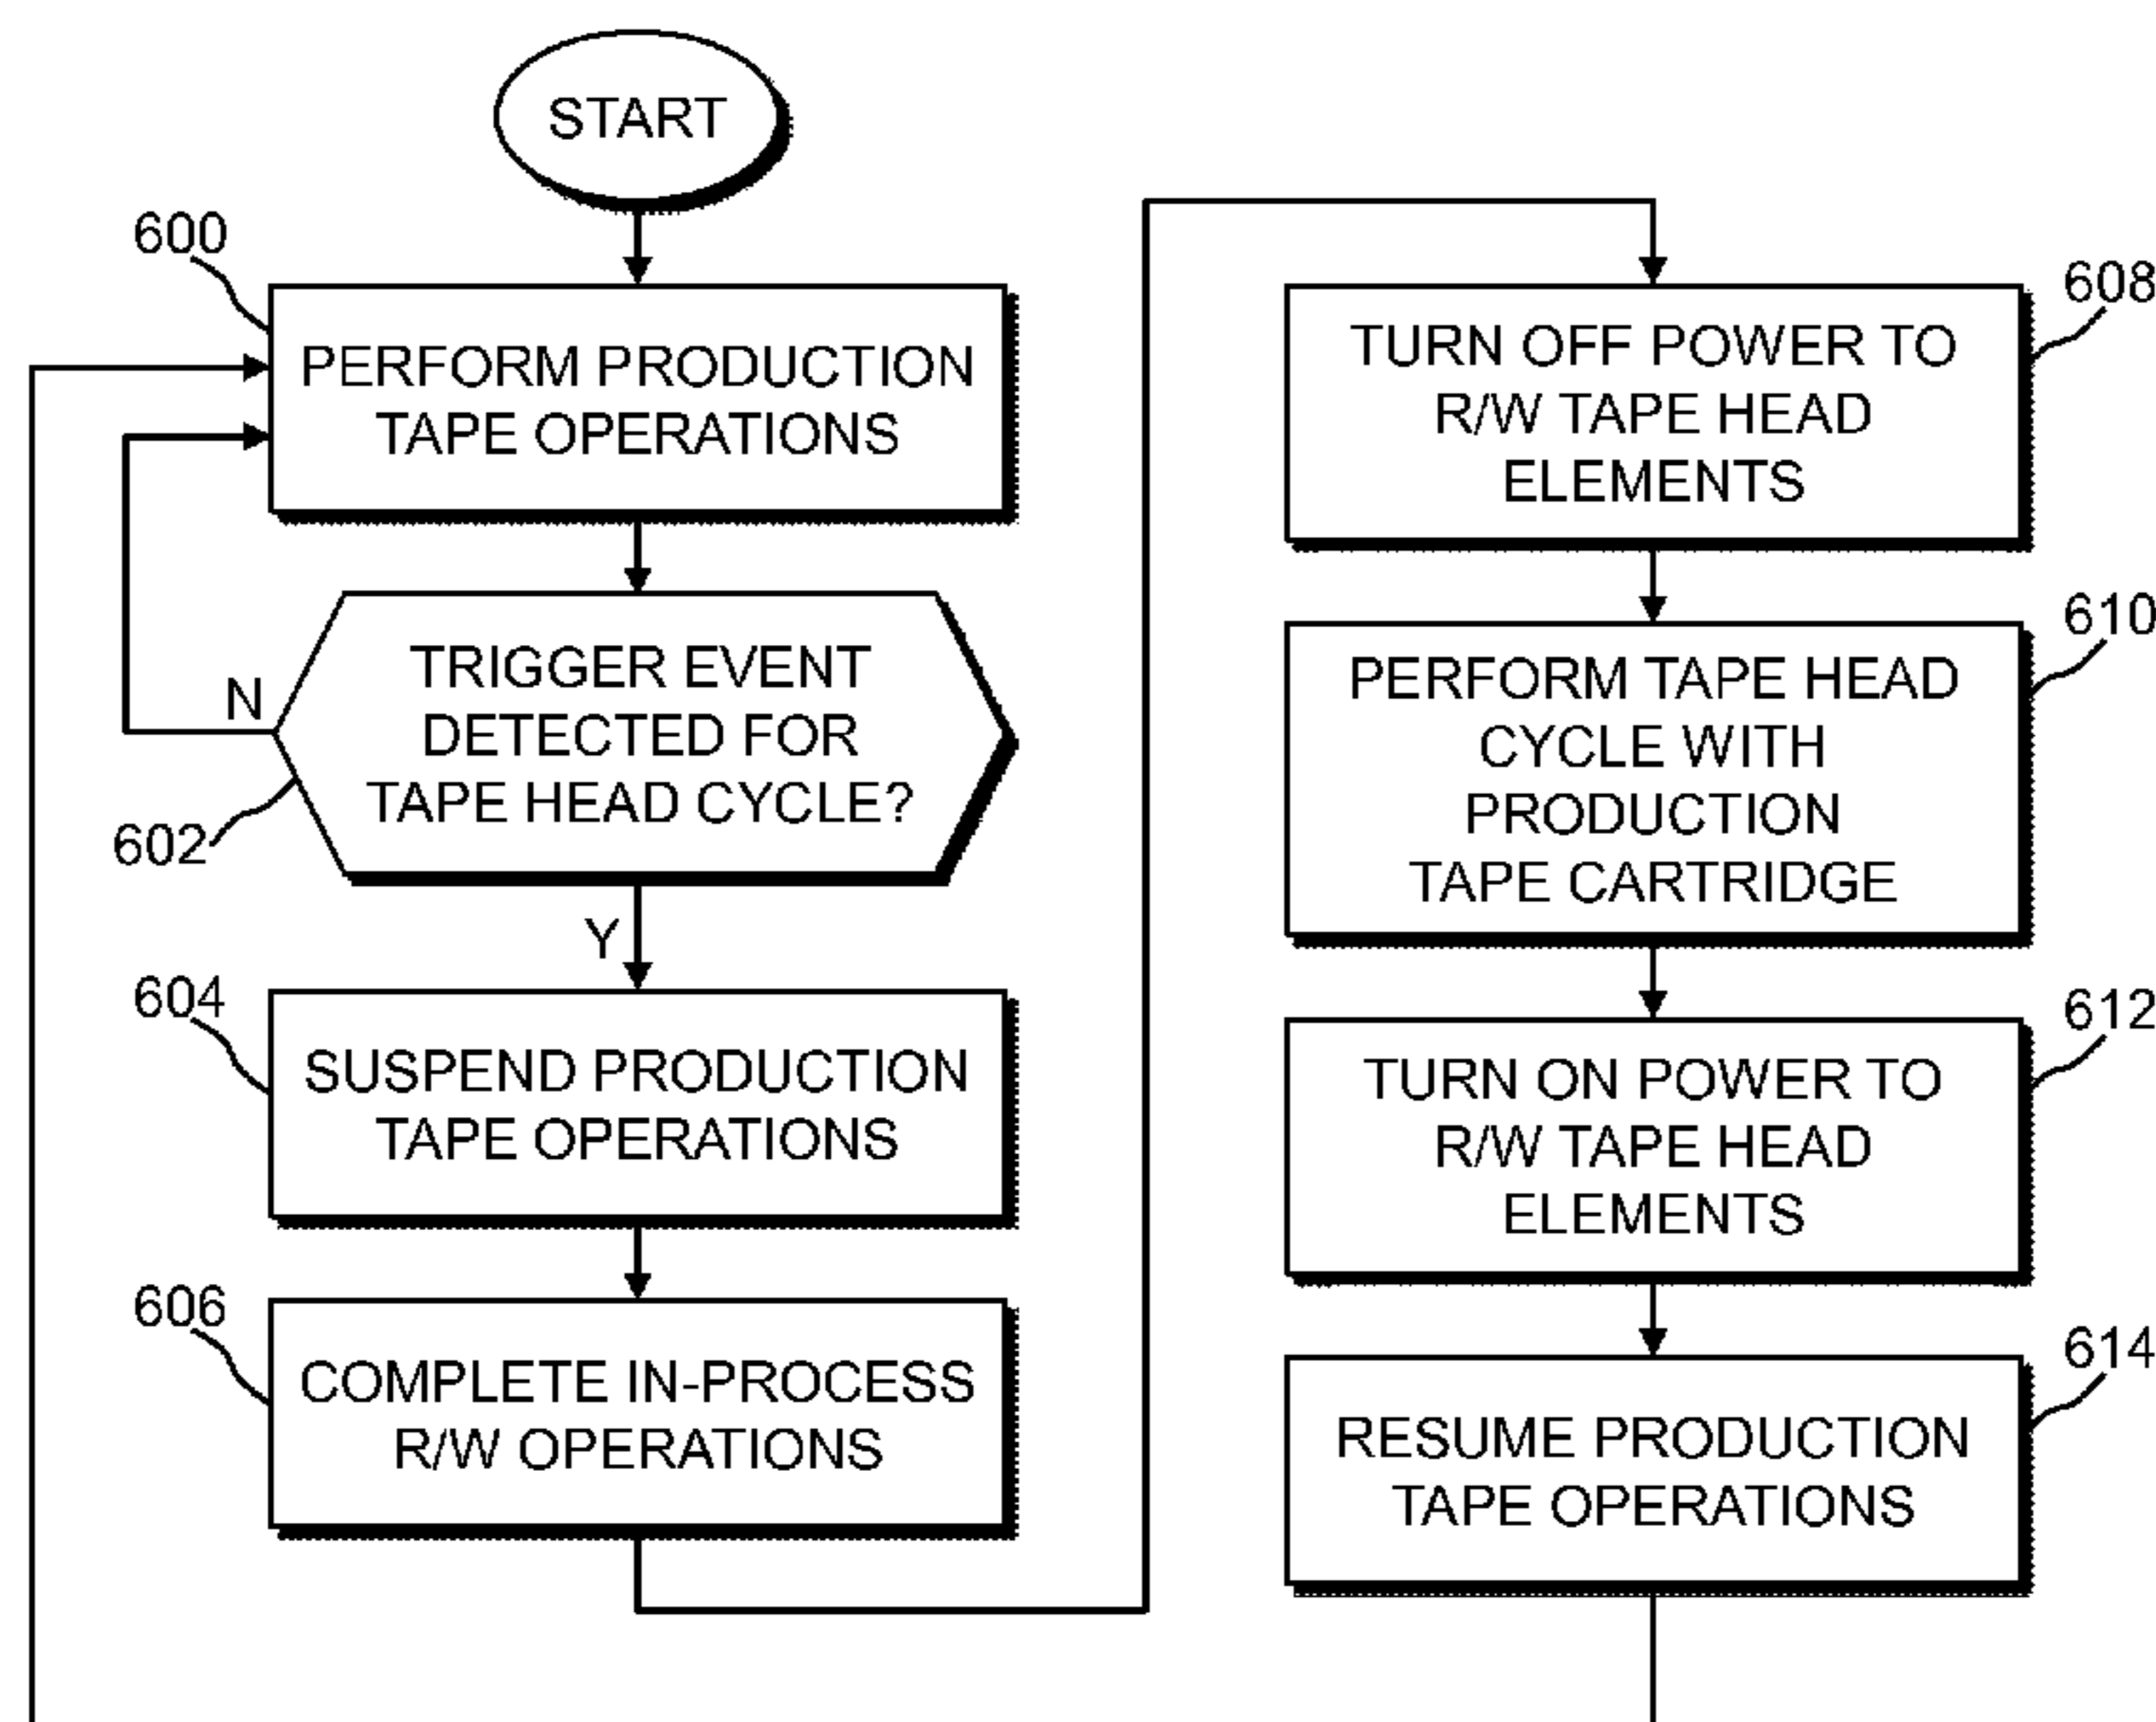 START
600
PERFORM PRODUCTION
TAPE OPERATIONS
TRIGGER EVENT
DETECTED FOR
TAPE HEAD CYCLE?
N
602
Y
604
SUSPEND PRODUCTION
TAPE OPERATIONS
606
COMPLETE IN-PROCESS
R/W OPERATIONS
608
TURN OFF POWER TO
R/W TAPE HEAD
ELEMENTS
610
PERFORM TAPE HEAD
CYCLE WITH
PRODUCTION
TAPE CARTRIDGE
612
TURN ON POWER TO
R/W TAPE HEAD
ELEMENTS
614
RESUME PRODUCTION
TAPE OPERATIONS